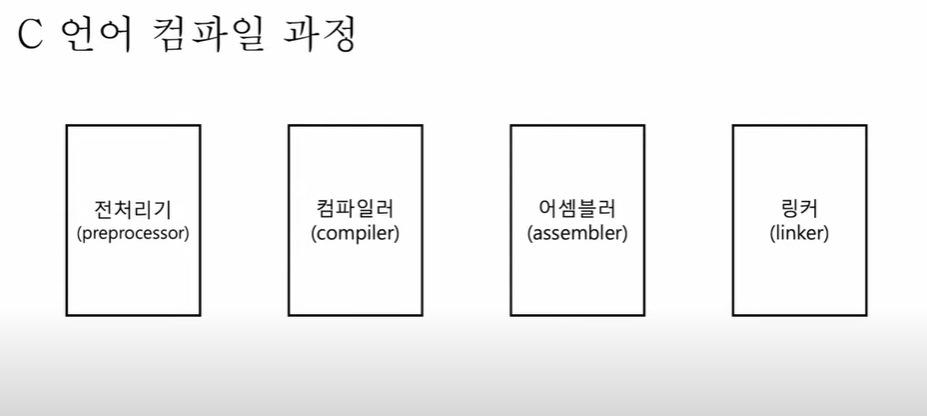 C 언어 컴파일 과정
전처리기
(preprocessor)
컴파일러
(compiler)
어셈블러
(assembler)
링커
(linker)